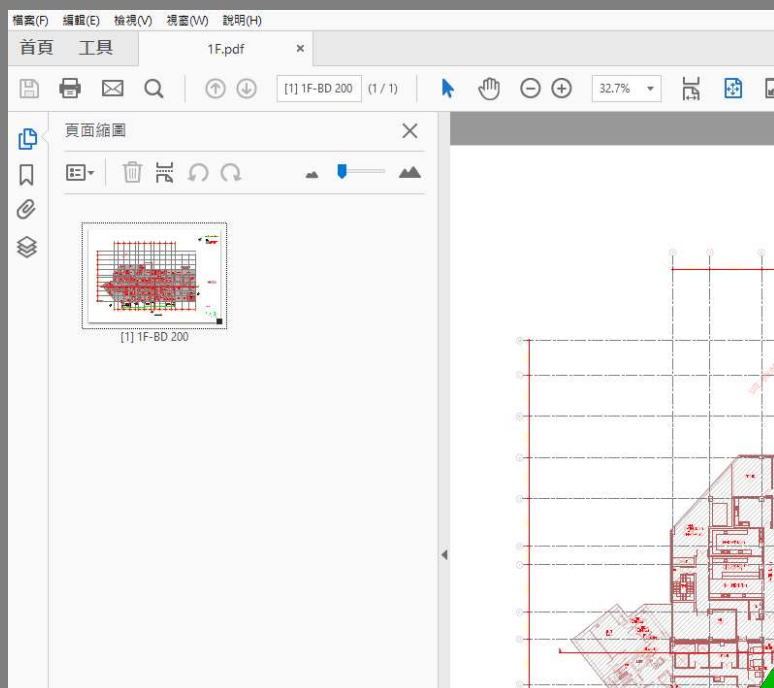 檔案(F) 編輯(E) 檢視(V) 視窗(W) 說明(H)
首頁 工具 1F.pdf ×
[1] 1F-BD 200 (1 / 1) 32.7%
頁面縮圖
[1] 1F-BD 200